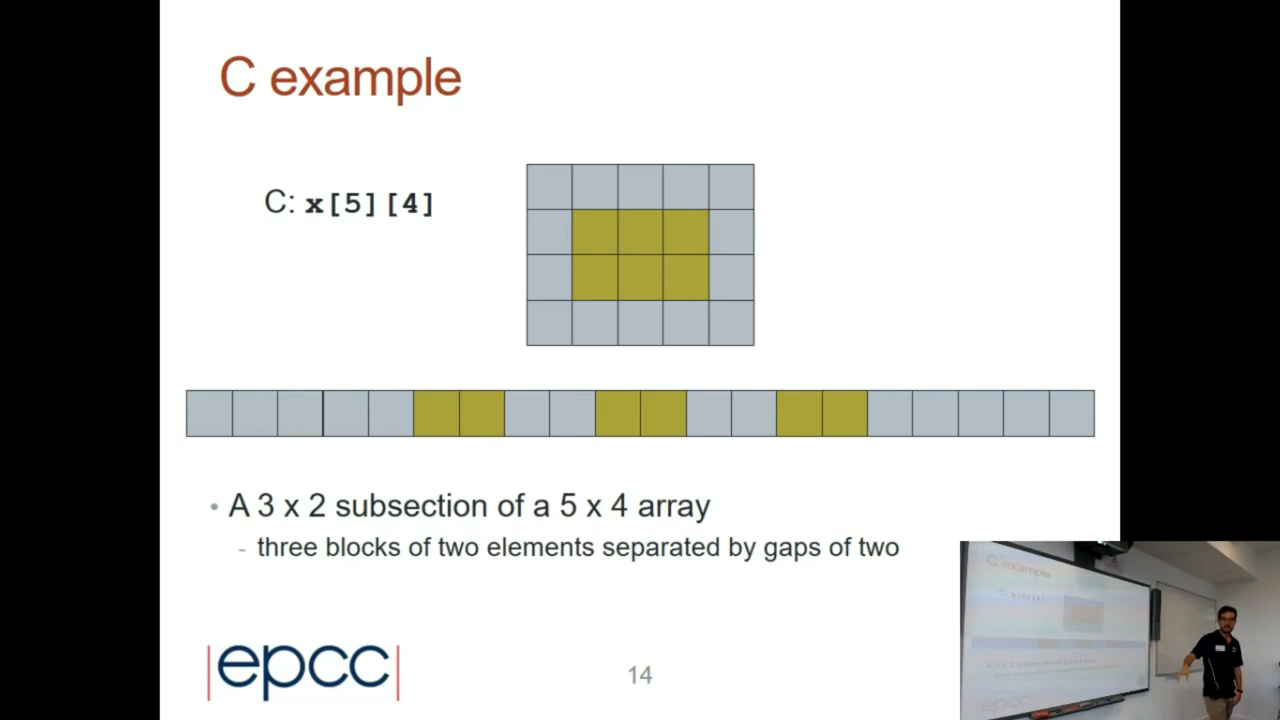 C example
C: x[5][4]
• A 3 x 2 subsection of a 5 x 4 array
- three blocks of two elements separated by gaps of two
|epcc|
14
C example